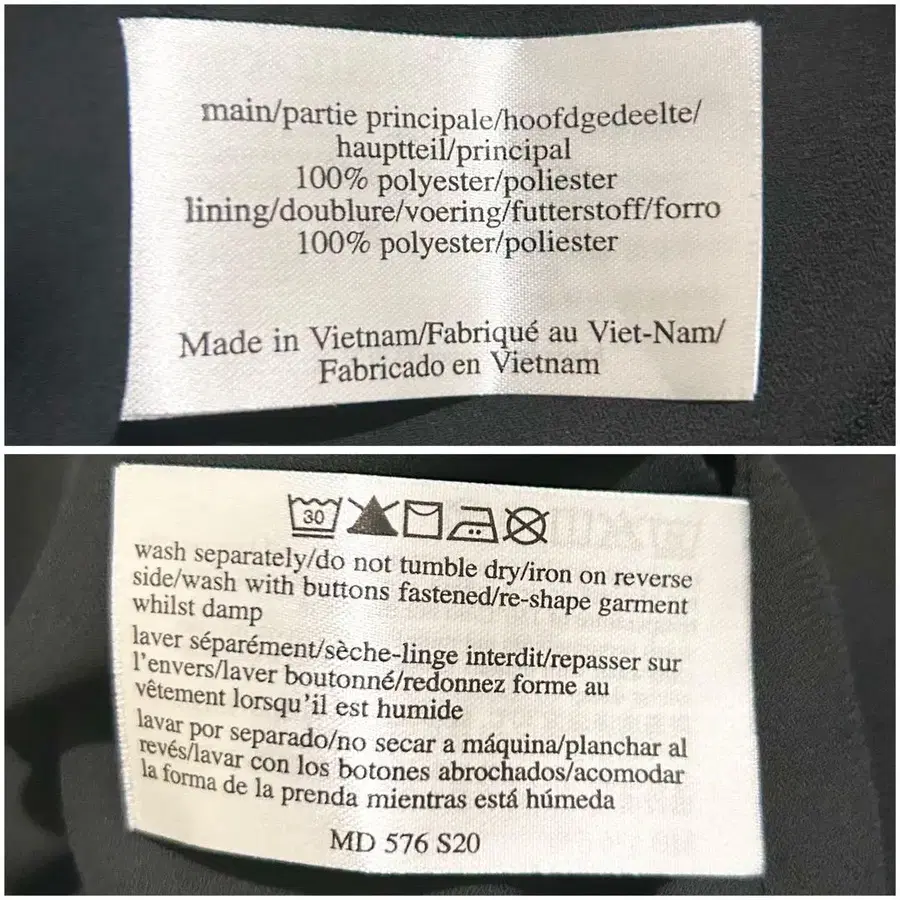 main/partie principale/hoofdgedeelte/
hauptteil/principal
100% polyester/poliester
lining/doublure/voering/futterstoff/forro
100% polyester/poliester
Made in Vietnam/Fabriqué au Viet-Nam/
Fabricado en Vietnam
30
wash separately/do not tumble dry/iron on reverse
side/wash with buttons fastened/re-shape garment
whilst damp
laver séparément/sèche-linge interdit/repasser sur
l'envers/laver boutonné/redonnez forme au
vêtement lorsqu'il est humide
lavar por separado/no secar a máquina/planchar al
revés/lavar con los botones abrochados/acomodar
la forma de la prenda mientras está húmeda
MD 576 S20